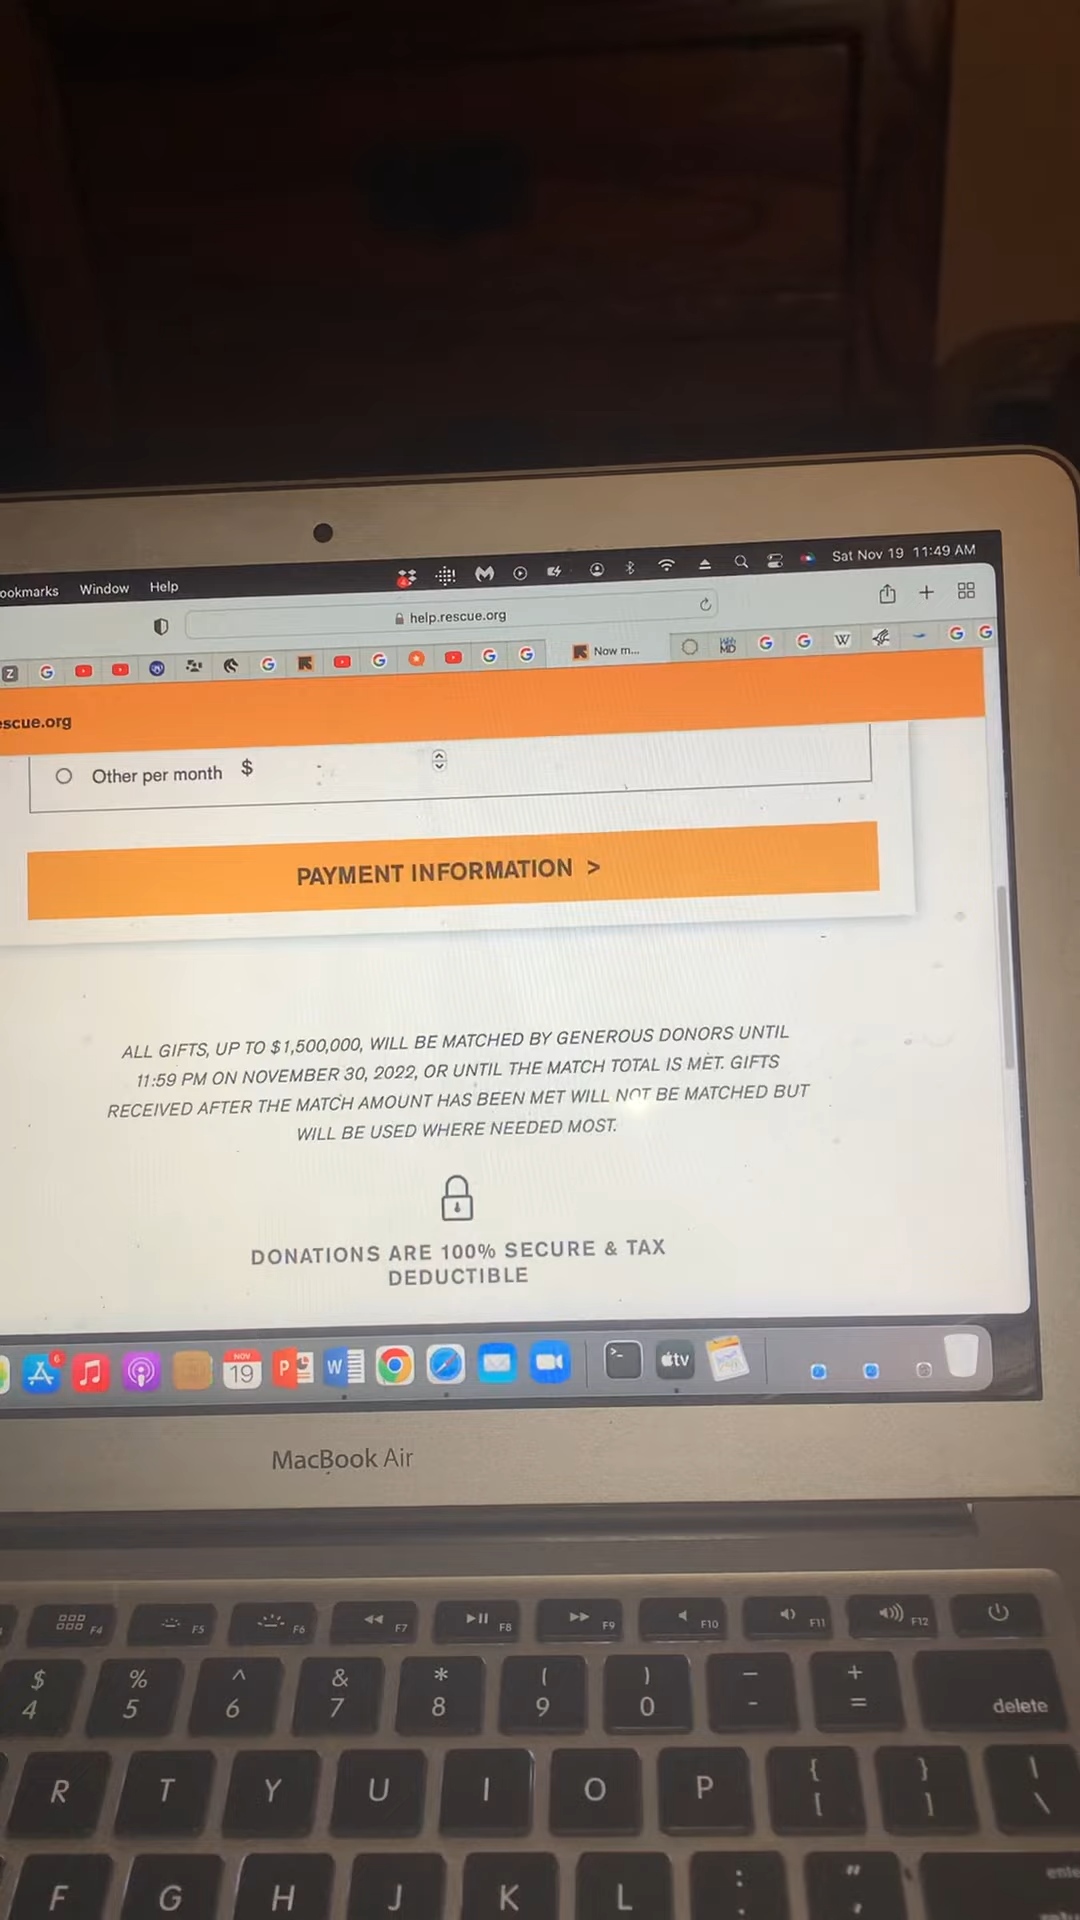 ookmarks Window Help
Sat Nov 19 11:49 AM
help.rescue.org
Z
Now m...
Web
MD
W
escue.org
Other per month $
PAYMENT INFORMATION >
ALL GIFTS, UP TO $1,500,000, WILL BE MATCHED BY GENEROUS DONORS UNTIL
11:59 PM ON NOVEMBER 30, 2022, OR UNTIL THE MATCH TOTAL IS MET. GIFTS
RECEIVED AFTER THE MATCH AMOUNT HAS BEEN MET WILL NOT BE MATCHED BUT
WILL BE USED WHERE NEEDED MOST.
DONATIONS ARE 100% SECURE & TAX
DEDUCTIBLE
6
NOV
19
P
W
tv
MacBook Air
F4 F5 F6 F7 F8 F9 F10 F11 F12
$ % ^ & * ( ) _ +
4 5 6 7 8 9 0 - = delete
R T Y U I O P { [ } ] | \
F G H J K L : ; " '